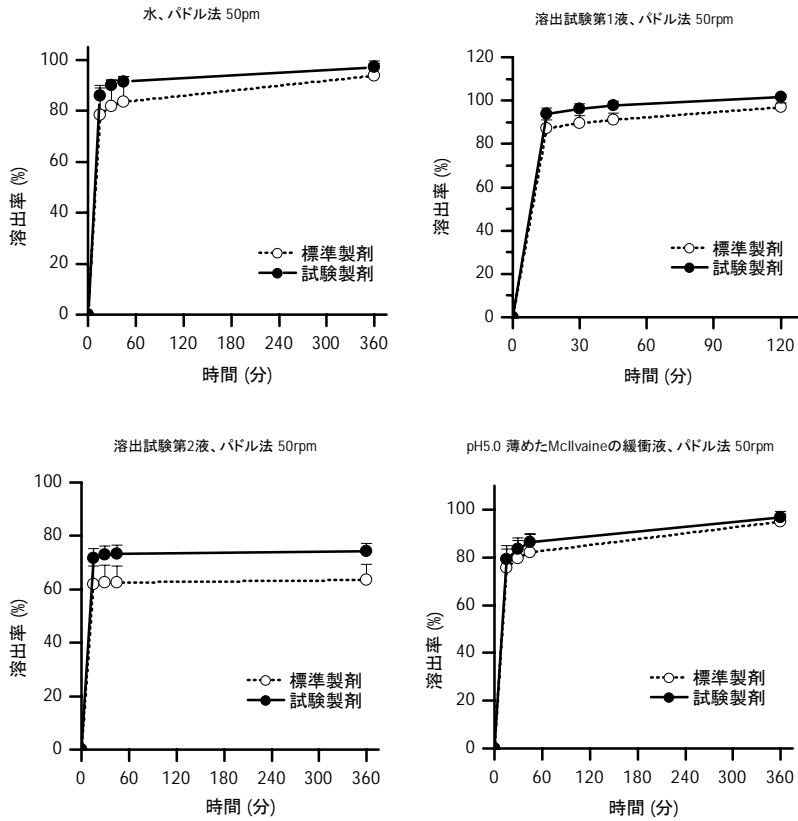 水、パドル法 50pm
100
80
60
40
20
0
溶出率 (%)
標準製剤
試験製剤
0 60 120 180 240 300 360
時間 (分)
溶出試験第1液、パドル法 50rpm
120
100
80
60
40
20
0
溶出率 (%)
標準製剤
試験製剤
0 30 60 90 120
時間 (分)
溶出試験第2液、パドル法 50rpm
100
80
60
40
20
0
溶出率 (%)
標準製剤
試験製剤
0 60 120 180 240 300 360
時間 (分)
pH5.0 薄めたMcIlvaineの緩衝液、パドル法 50rpm
100
80
60
40
20
0
溶出率 (%)
標準製剤
試験製剤
0 60 120 180 240 300 360
時間 (分)